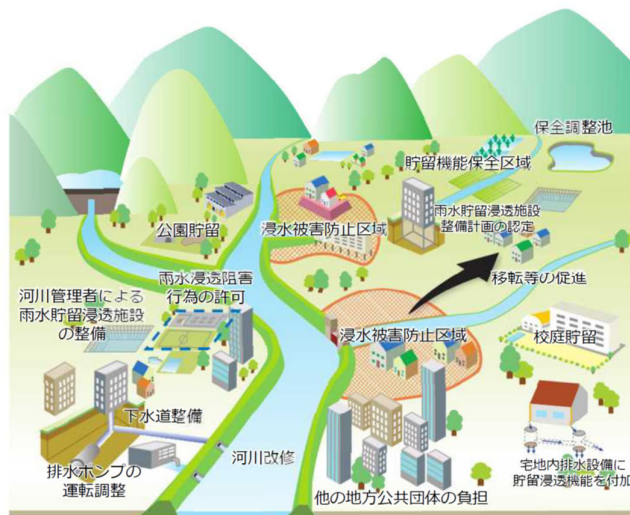 保全調整池
貯留機能保全区域
公園貯留
浸水被害防止区域
雨水貯留浸透施設
整備計画の認定
雨水浸透阻害
行為の許可
移転等の促進
河川管理者による
雨水貯留浸透施設
の整備
浸水被害防止区域
校庭貯留
下水道整備
排水ポンプの
運転調整
河川改修
宅地内排水設備に
貯留浸透機能を付加
他の地方公共団体の負担